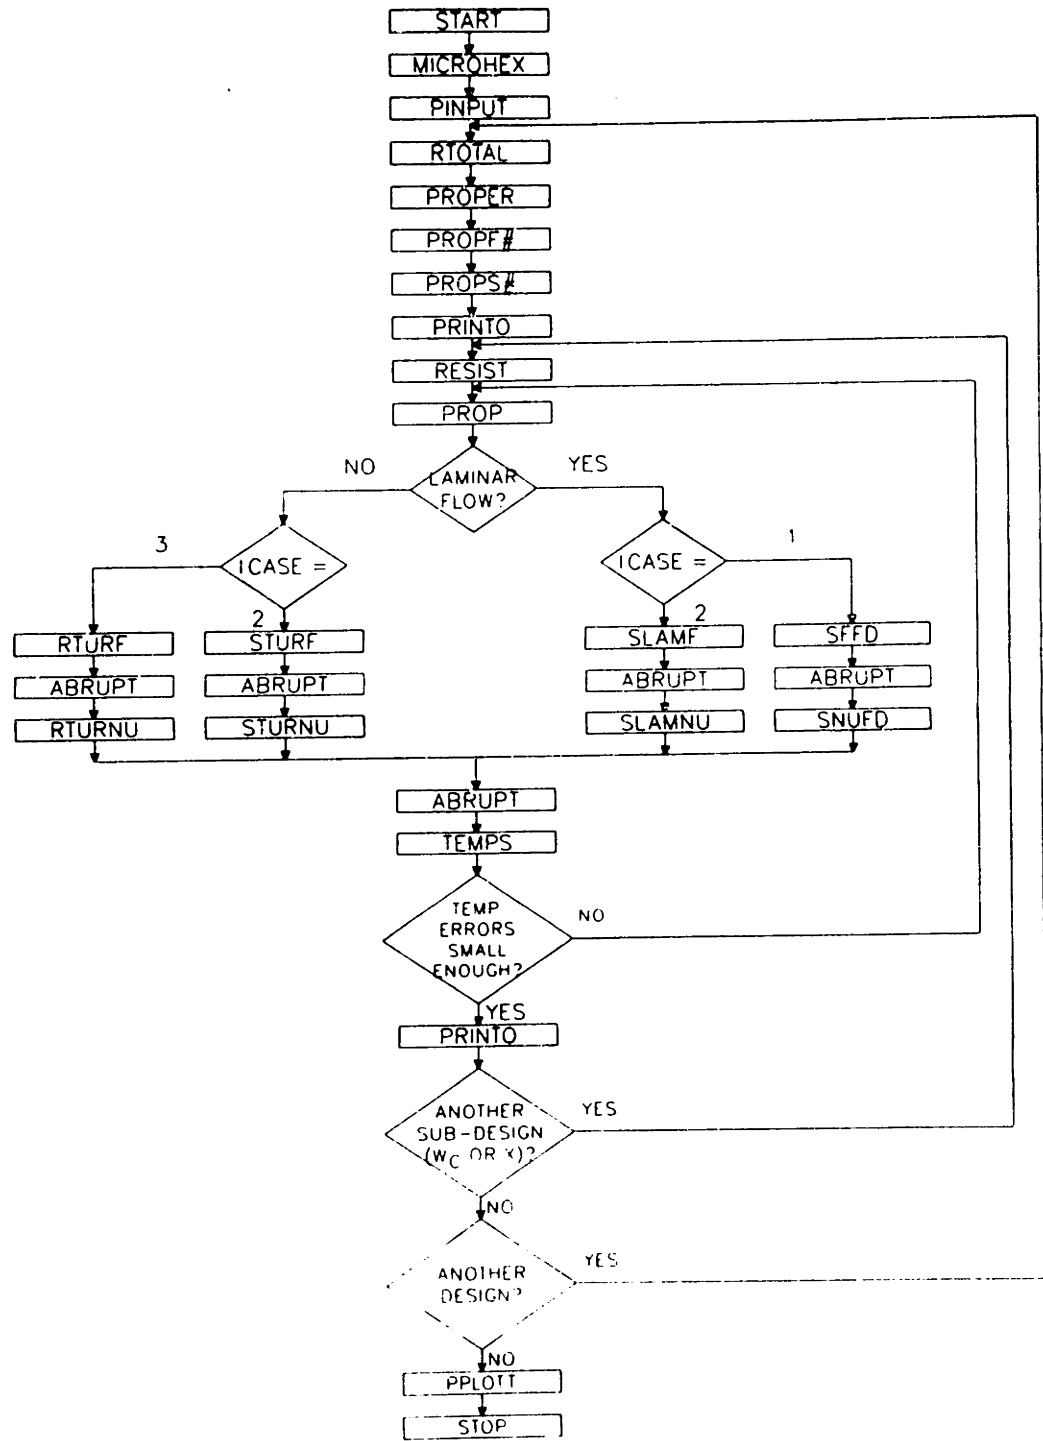 START
MICROHEX
PINPUT
RTOTAL
PROPER
PROPF#
PROPS#
PRINTO
RESIST
PROP
NO
LAMINAR
FLOW?
YES
3
ICASE =
2
ICASE =
1
2
RTURF
STURF
SLAMF
SFFD
ABRUPT
ABRUPT
ABRUPT
ABRUPT
RTURNU
STURNU
SLAMNU
SNUFD
ABRUPT
TEMPS
TEMP
ERRORS
SMALL
ENOUGH?
NO
YES
PRINTO
ANOTHER
SUB-DESIGN
(WC OR X)?
YES
NO
ANOTHER
DESIGN?
YES
NO
PPLOTT
STOP